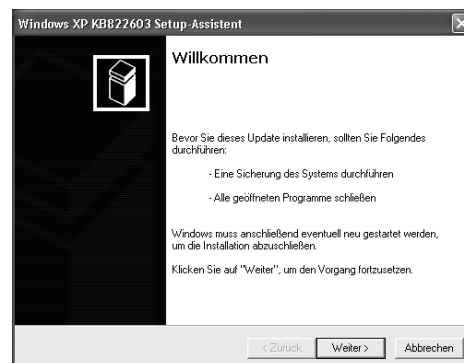 Windows XP KB822603 Setup-Assistent
Willkommen
Bevor Sie dieses Update installieren, sollten Sie Folgendes
durchführen:
- Eine Sicherung des Systems durchführen
- Alle geöffneten Programme schließen
Windows muss anschließend eventuell neu gestartet werden,
um die Installation abzuschließen.
Klicken Sie auf "Weiter", um den Vorgang fortzusetzen.
< Zurück Weiter > Abbrechen